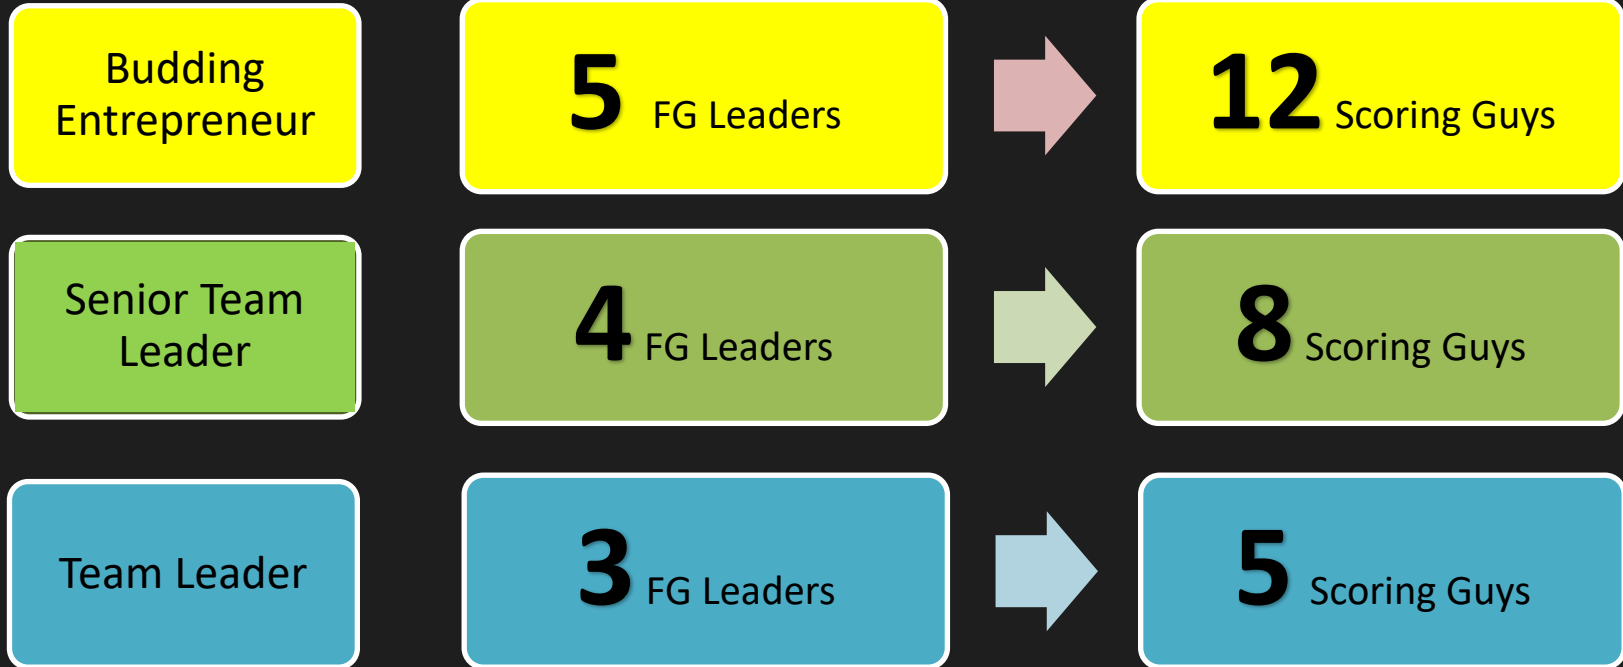 Budding
Entrepreneur
5 FG Leaders
12 Scoring Guys
Senior Team
Leader
4 FG Leaders
8 Scoring Guys
Team Leader
3 FG Leaders
5 Scoring Guys